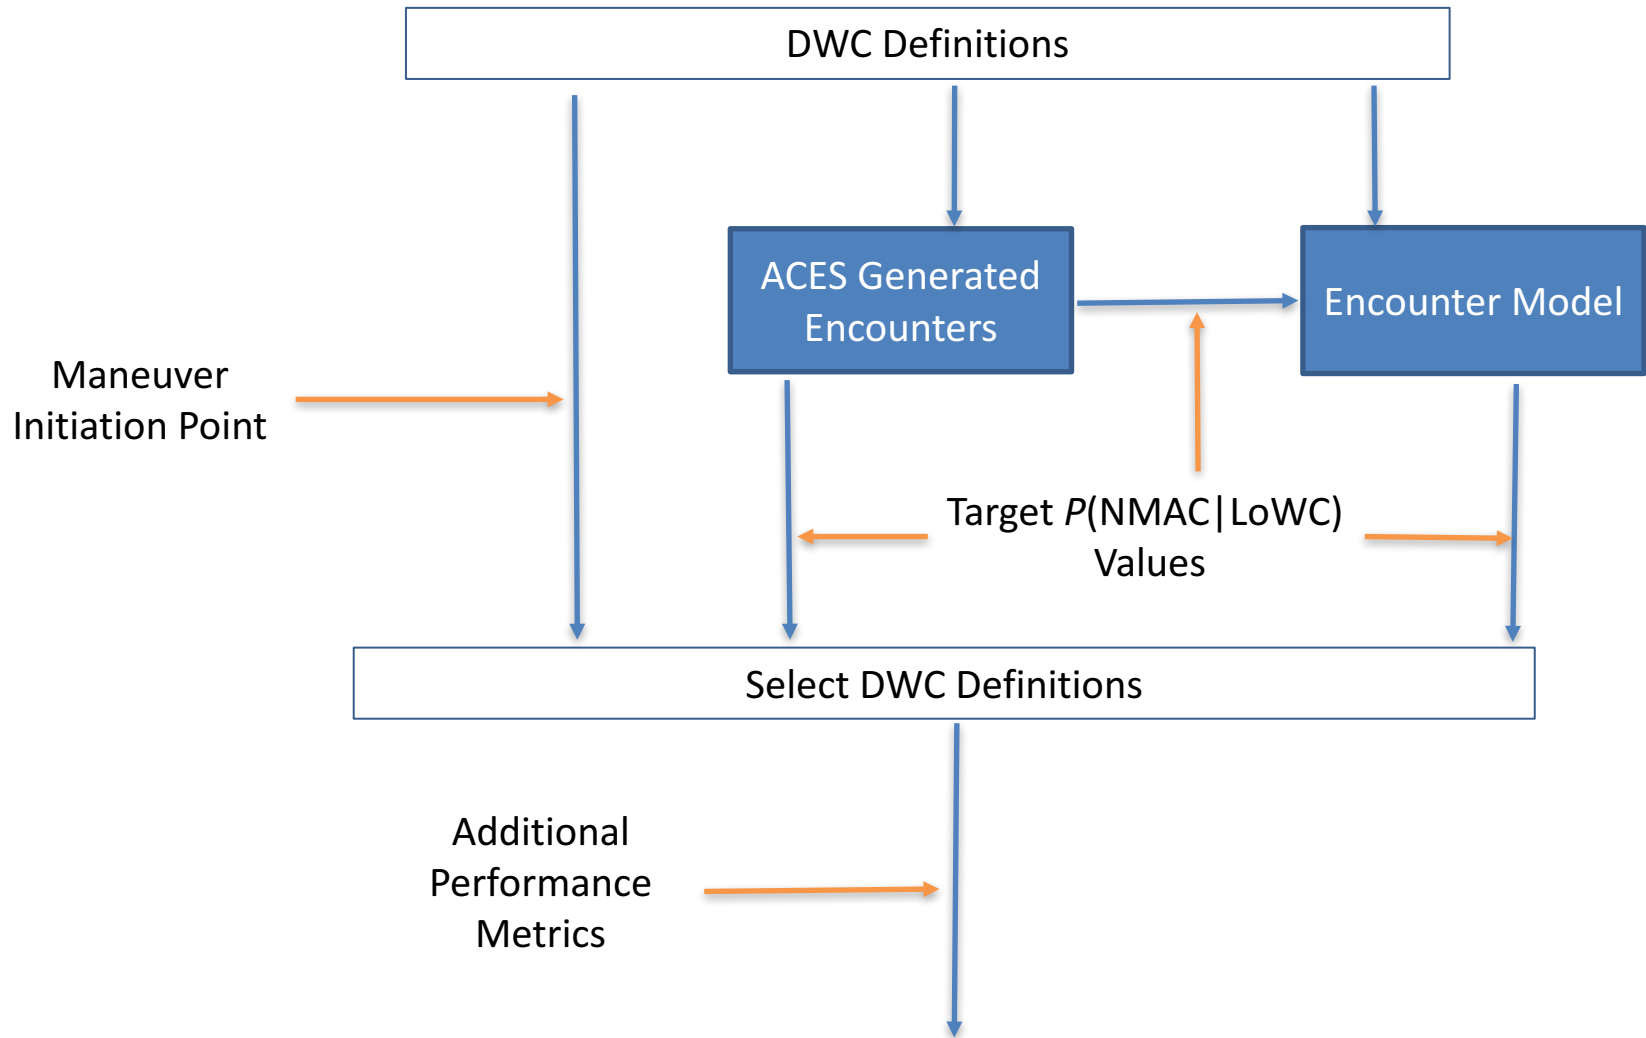 DWC Definitions
ACES Generated
Encounters
Encounter Model
Maneuver
Initiation Point
Target P(NMAC|LoWC)
Values
Select DWC Definitions
Additional
Performance
Metrics